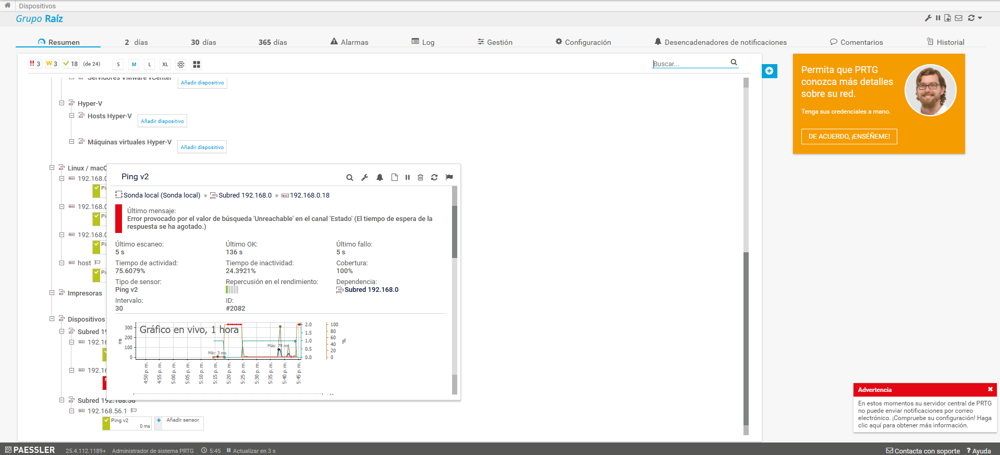 Dispositivos
Grupo Raíz
Resumen
2 días
30 días
365 días
Alarmas
Log
Gestión
Configuración
Desencadenadores de notificaciones
Comentarios
Historial
!! 3 W 3 18 (de 24) S M L XL
Buscar...
Servidores VMware vCenter
Añadir dispositivo
Hyper-V
Hosts Hyper-V
Añadir dispositivo
Máquinas virtuales Hyper-V
Añadir dispositivo
Linux / macO
192.168.0
Pi
192.168.0
Pi
192.168.0
Pi
host
Pi
Impresoras
Dispositivos
Subred 19
192.16
192.16
Subred 192.168.56
192.168.56.1
Ping v2
0 ms
Añadir sensor
Ping v2
Sonda local (Sonda local) » Subred 192.168.0 » 192.168.0.18
Último mensaje:
Error provocado por el valor de búsqueda 'Unreachable' en el canal 'Estado' (El tiempo de espera de la
respuesta se ha agotado.)
Último escaneo:
5 s
Último OK:
136 s
Último fallo:
5 s
Tiempo de actividad:
75.6079%
Tiempo de inactividad:
24.3921%
Cobertura:
100%
Tipo de sensor:
Ping v2
Repercusión en el rendimiento:
Dependencia:
Subred 192.168.0
Intervalo:
30
ID:
#2082
Gráfico en vivo, 1 hora
300
200
100
0
ms
Mín: 3 ms
Máx: 79 ms
2.0
1.5
1.0
0.5
0.0
100
80
60
40
20
0
%
4:50 p. m.
4:55 p. m.
5:00 p. m.
5:05 p. m.
5:10 p. m.
5:15 p. m.
5:20 p. m.
5:25 p. m.
5:30 p. m.
5:35 p. m.
5:40 p. m.
5:45 p. m.
Permita que PRTG
conozca más detalles
sobre su red.
Tenga sus credenciales a mano.
DE ACUERDO, ¡ENSÉÑEME!
Advertencia
En estos momentos su servidor central de PRTG
no puede enviar notificaciones por correo
electrónico. ¡Compruebe su configuración! Haga
clic aquí para obtener más información.
PAESSLER
25.4.112.1189+
Administrador de sistema PRTG
5:45
Actualizar en 3 s
Contacta con soporte
? Ayuda